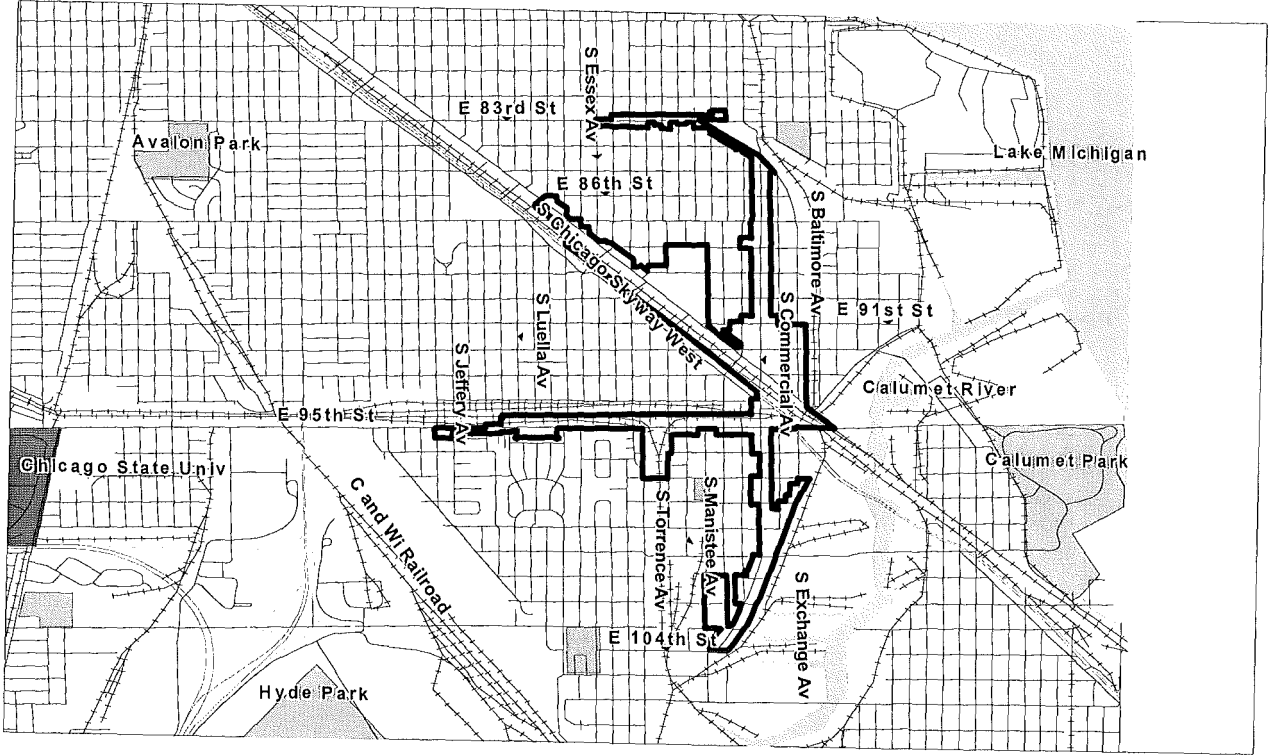 S Essex Av
E 83rd St
Avalon Park
Lake Michigan
E 86th St
S Chicago Skyway West
S Baltimore Av
S Luella Av
S Commercial Av
E 91st St
S Jeffery Av
Calumet River
E 95th St
Chicago State Univ
Calumet Park
C and WI Railroad
S Torrence Av
S Manistee Av
S Exchange Av
E 104th St
Hyde Park